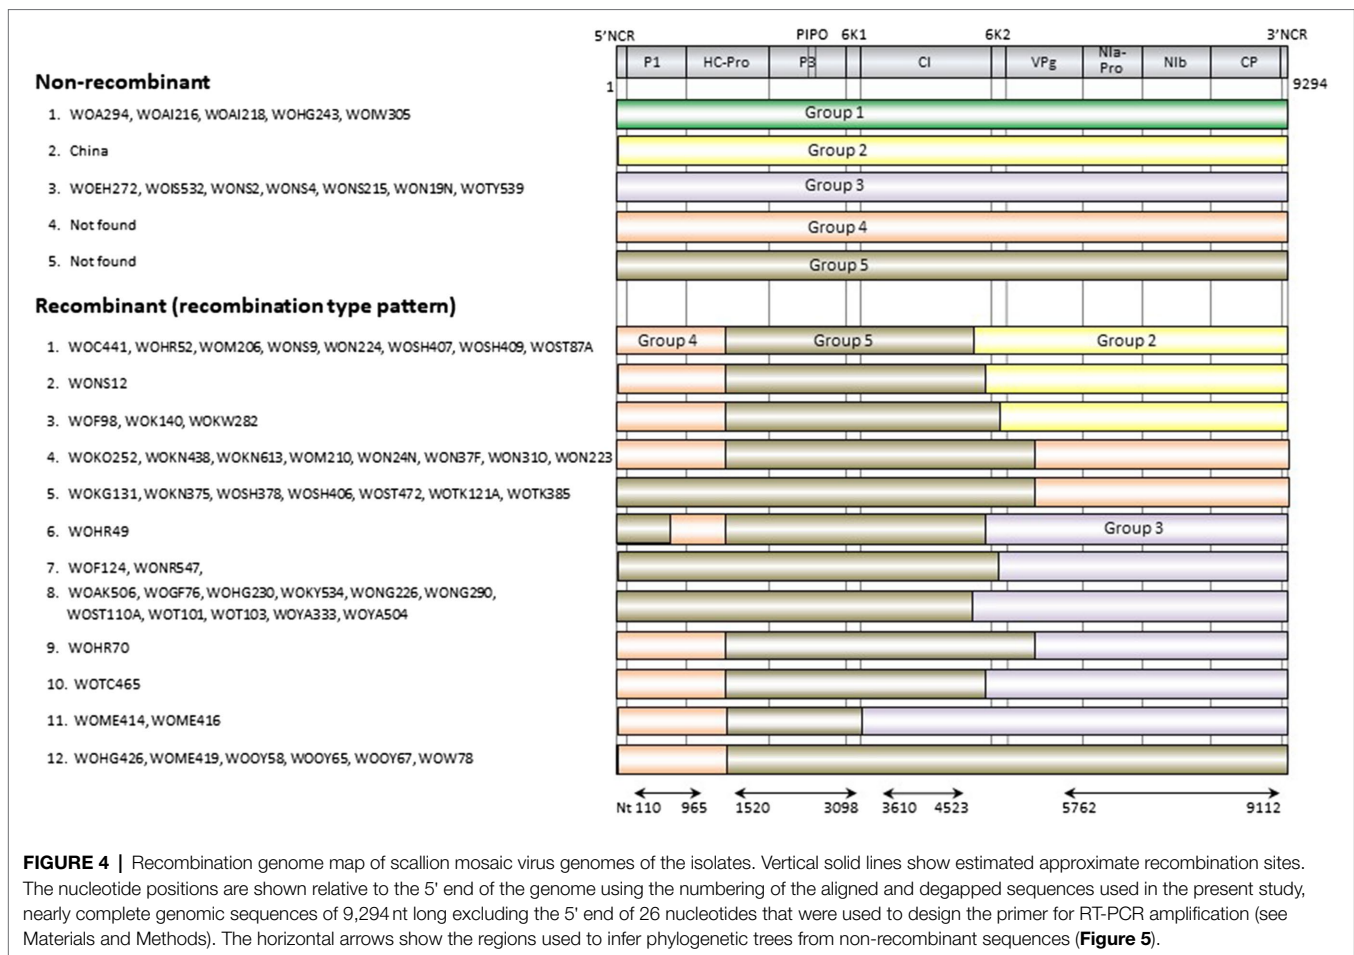 5'NCR PIPO 6K1 6K2 3'NCR
P1 HC-Pro P3 CI VPg NIa-Pro NIb CP
1 9294
Non-recombinant
1. WOA294, WOAI216, WOAI218, WOHG243, WOIW305 Group 1
2. China Group 2
3. WOEH272, WOIS532, WONS2, WONS4, WONS215, WON19N, WOTY539 Group 3
4. Not found Group 4
5. Not found Group 5
Recombinant (recombination type pattern)
1. WOC441, WOHR52, WOM206, WONS9, WON224, WOSH407, WOSH409, WOST87A Group 4 Group 5 Group 2
2. WONS12
3. WOF98, WOK140, WOKW282
4. WOKO252, WOKN438, WOKN613, WOM210, WON24N, WON37F, WON310, WON223
5. WOKG131, WOKN375, WOSH378, WOSH406, WOST472, WOTK121A, WOTK385
6. WOHR49 Group 3
7. WOF124, WONR547,
8. WOAK506, WOGF76, WOHG230, WOKY534, WONG226, WONG290,
WOST110A, WOT101, WOT103, WOYA333, WOYA504
9. WOHR70
10. WOTC465
11. WOME414, WOME416
12. WOHG426, WOME419, WOOY58, WOOY65, WOOY67, WOW78
Nt 110 965 1520 3098 3610 4523 5762 9112
FIGURE 4 | Recombination genome map of scallion mosaic virus genomes of the isolates. Vertical solid lines show estimated approximate recombination sites.
The nucleotide positions are shown relative to the 5' end of the genome using the numbering of the aligned and degapped sequences used in the present study,
nearly complete genomic sequences of 9,294 nt long excluding the 5' end of 26 nucleotides that were used to design the primer for RT-PCR amplification (see
Materials and Methods). The horizontal arrows show the regions used to infer phylogenetic trees from non-recombinant sequences (Figure 5).